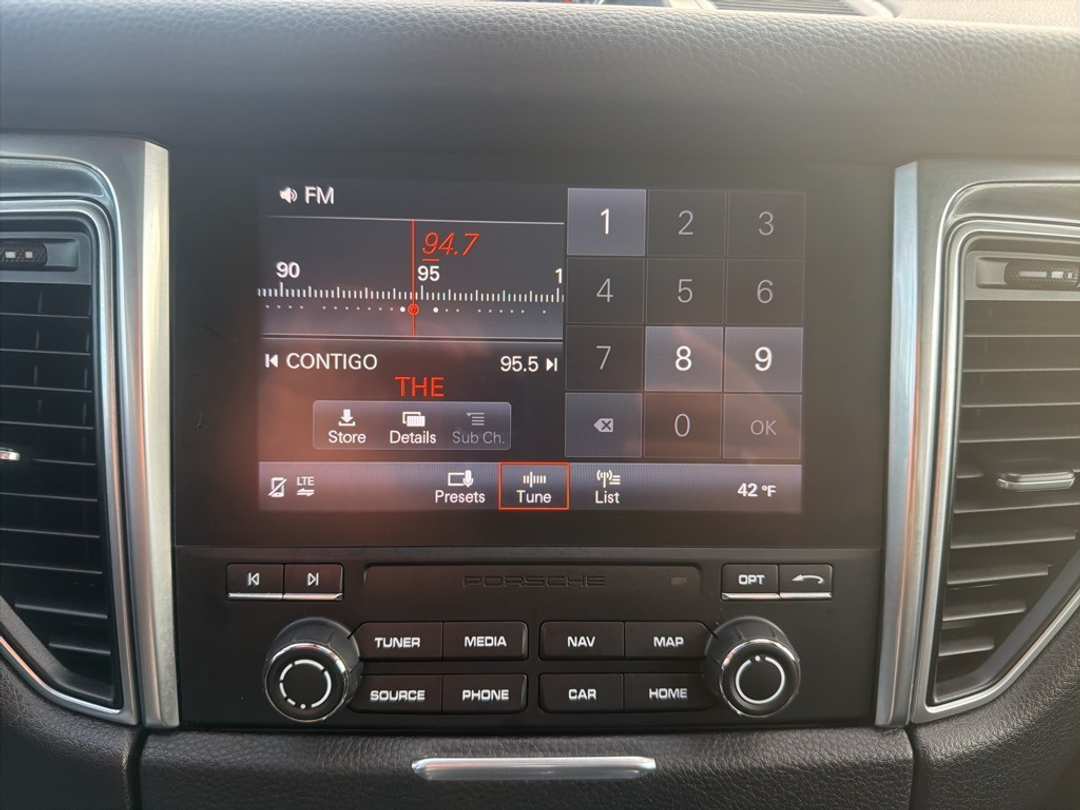 FM
94.7
90 95 1
CONTIGO 95.5
THE
Store Details Sub Ch.
1 2 3
4 5 6
7 8 9
0 OK
LTE Presets Tune List 42 °F
PORSCHE
OPT
TUNER MEDIA NAV MAP
SOURCE PHONE CAR HOME